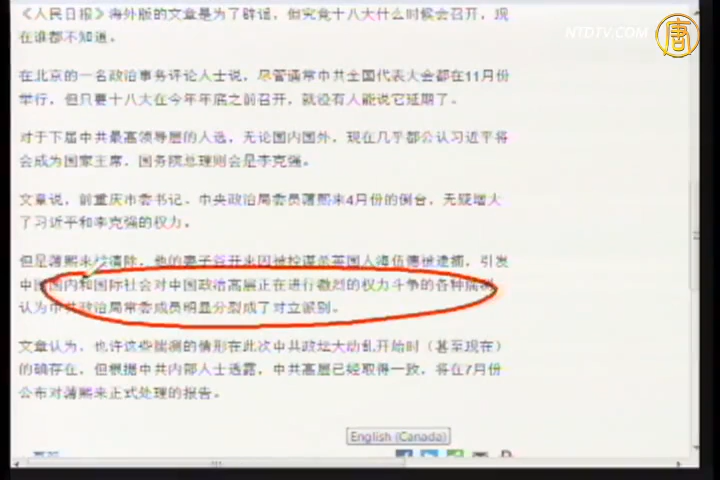 《人民日报》海外版的文章是为了辟谣，但究竟十八大什么时候会召开，现
在谁都不知道。
在北京的一名政治事务评论人士说，尽管通常中共全国代表大会都在11月份
举行，但只要十八大在今年年底之前召开，就没有人能说它延期了。
对于下届中共最高领导层的人选，无论国内国外，现在几乎都公认习近平将
会成为国家主席，国务院总理则会是李克强。
文章说，前重庆市委书记、中央政治局委员薄熙来4月份的倒台，无疑增大
了习近平和李克强的权力。
但是薄熙来被清除，他的妻子谷开来因被控谋杀英国人海伍德被逮捕，引发
中国国内和国际社会对中国政治高层正在进行激烈的权力斗争的各种猜测，
认为中共政治局常委成员明显分裂成了对立派别。
文章认为，也许这些揣测的情形在此次中共政坛大动乱开始时（甚至现在）
的确存在，但根据中共内部人士透露，中共高层已经取得一致，将在7月份
公布对薄熙来正式处理的报告。
English (Canada)
NTDTV.COM
唐